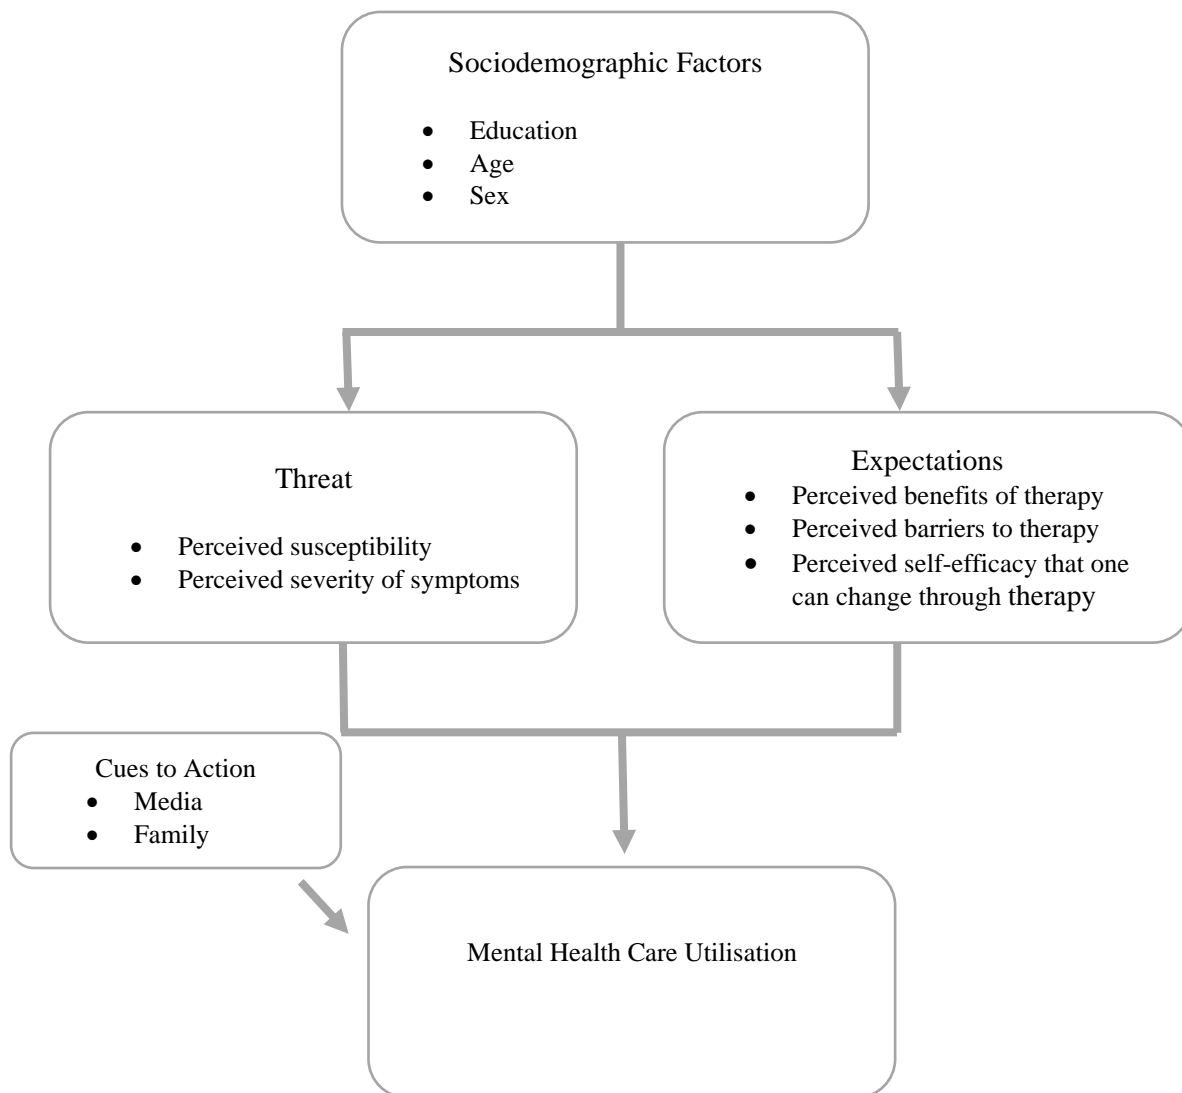 Sociodemographic Factors
• Education
• Age
• Sex
Threat
• Perceived susceptibility
• Perceived severity of symptoms
Expectations
• Perceived benefits of therapy
• Perceived barriers to therapy
• Perceived self-efficacy that one
can change through therapy
Cues to Action
• Media
• Family
Mental Health Care Utilisation